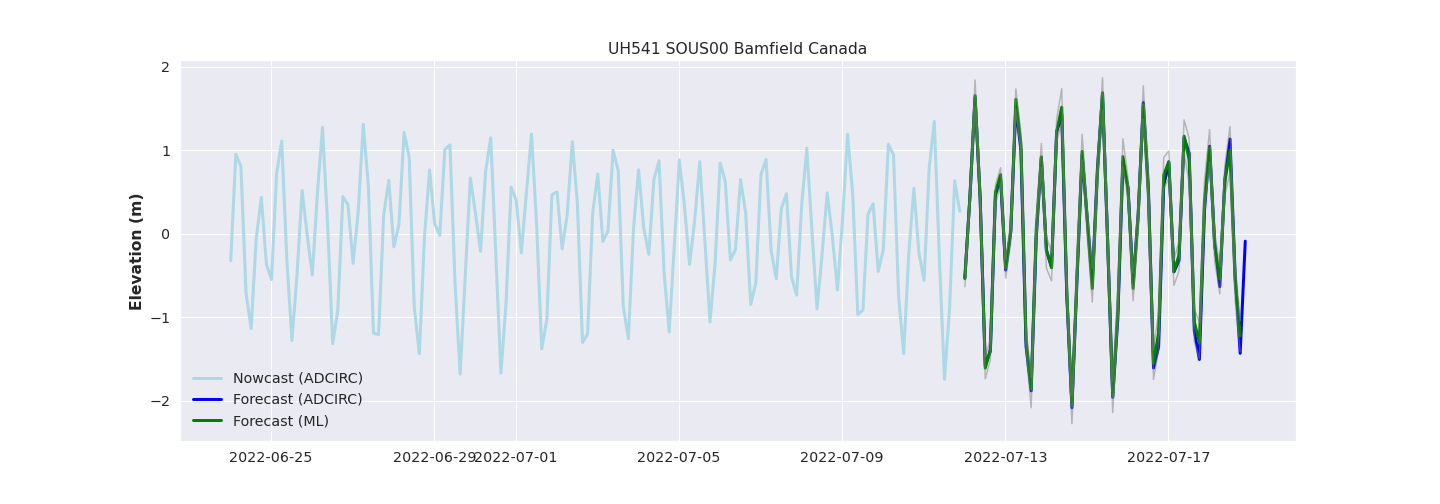 UH541 SOUS00 Bamfield Canada
2
1
0
−1
−2
Elevation (m)
Nowcast (ADCIRC)
Forecast (ADCIRC)
Forecast (ML)
2022-06-25 2022-06-29 2022-07-01 2022-07-05 2022-07-09 2022-07-13 2022-07-17